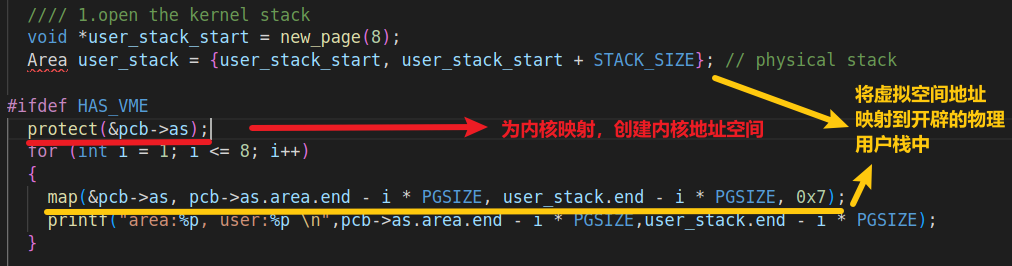 //// 1.open the kernel stack
void *user_stack_start = new_page(8);
Area user_stack = {user_stack_start, user_stack_start + STACK_SIZE}; // physical stack
#ifdef HAS_VME
protect(&pcb->as);
for (int i = 1; i <= 8; i++)
{
map(&pcb->as, pcb->as.area.end - i * PGSIZE, user_stack.end - i * PGSIZE, 0x7);
printf("area:%p, user:%p \n",pcb->as.area.end - i * PGSIZE,user_stack.end - i * PGSIZE);
}
为内核映射，创建内核地址空间
将虚拟空间地址
映射到开辟的物理
用户栈中